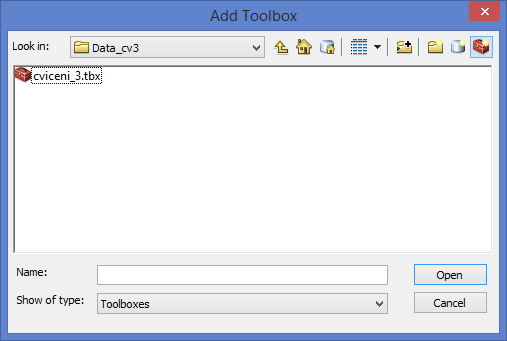 Add Toolbox
Look in: Data_cv3
cviceni_3.tbx
Name: Open
Show of type: Toolboxes Cancel